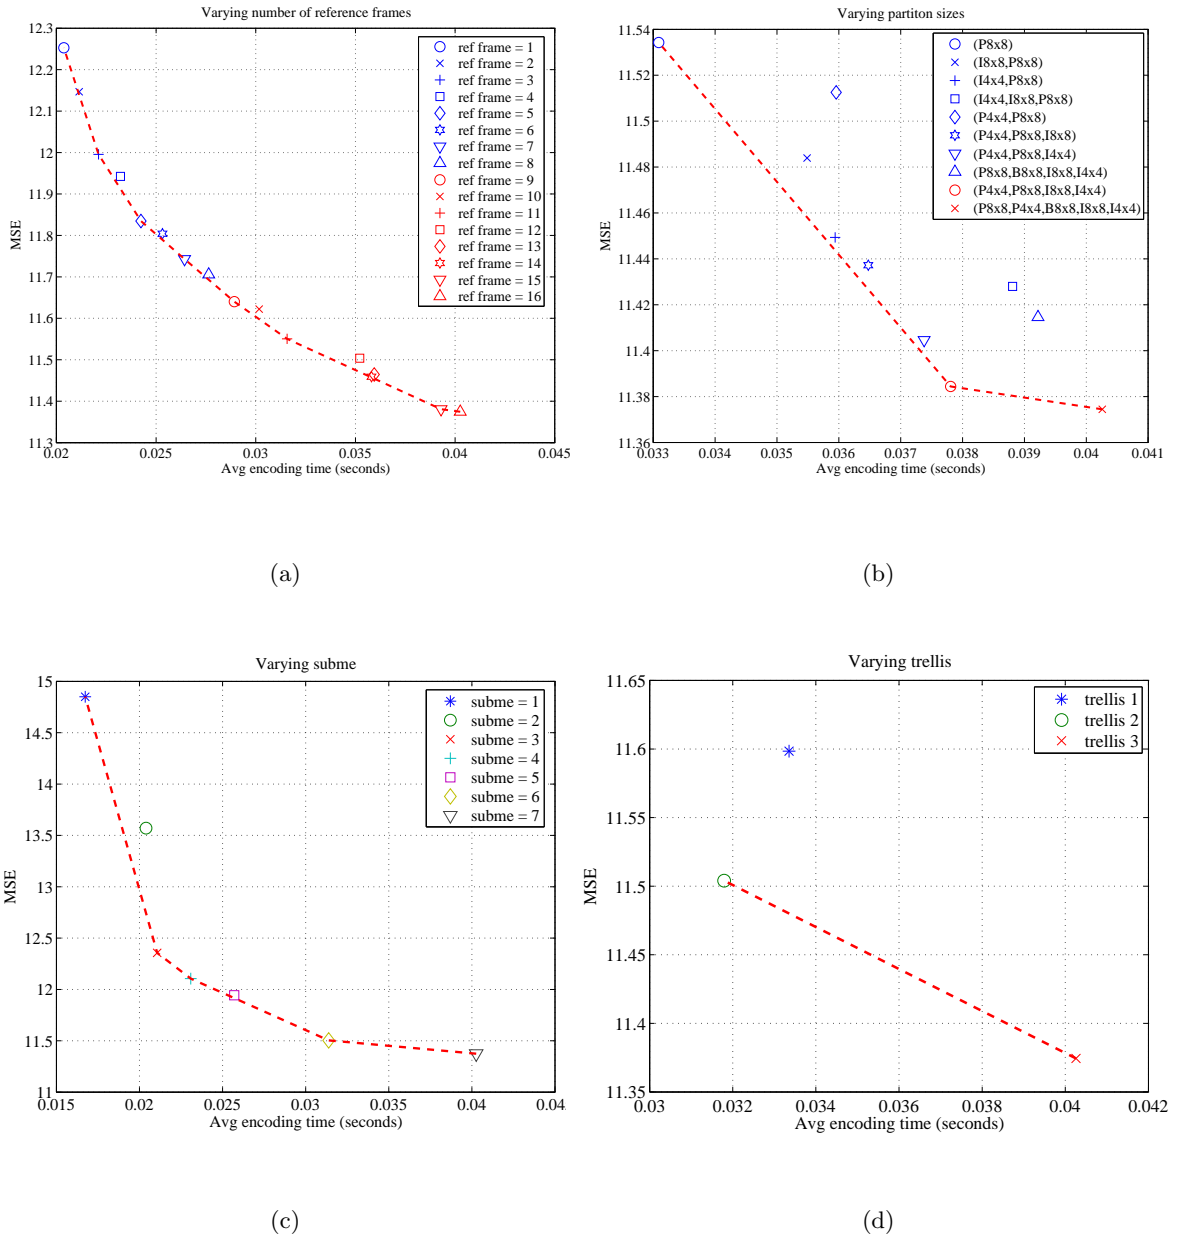 Varying number of reference frames
12.3
12.2
12.1
12
11.9
11.8
11.7
11.6
11.5
11.4
11.3
MSE
0.02
0.025
0.03
0.035
0.04
0.045
Avg encoding time (seconds)
ref frame = 1
ref frame = 2
ref frame = 3
ref frame = 4
ref frame = 5
ref frame = 6
ref frame = 7
ref frame = 8
ref frame = 9
ref frame = 10
ref frame = 11
ref frame = 12
ref frame = 13
ref frame = 14
ref frame = 15
ref frame = 16
(a)
Varying partiton sizes
11.54
11.52
11.5
11.48
11.46
11.44
11.42
11.4
11.38
11.36
MSE
0.033
0.034
0.035
0.036
0.037
0.038
0.039
0.04
0.041
Avg encoding time (seconds)
(P8x8)
(I8x8,P8x8)
(I4x4,P8x8)
(I4x4,I8x8,P8x8)
(P4x4,P8x8)
(P4x4,P8x8,I8x8)
(P4x4,P8x8,I4x4)
(P8x8,B8x8,I8x8,I4x4)
(P4x4,P8x8,I8x8,I4x4)
(P8x8,P4x4,B8x8,I8x8,I4x4)
(b)
Varying subme
15
14.5
14
13.5
13
12.5
12
11.5
11
MSE
0.015
0.02
0.025
0.03
0.035
0.04
0.04
Avg encoding time (seconds)
subme = 1
subme = 2
subme = 3
subme = 4
subme = 5
subme = 6
subme = 7
(c)
Varying trellis
11.65
11.6
11.55
11.5
11.45
11.4
11.35
MSE
0.03
0.032
0.034
0.036
0.038
0.04
0.042
Avg encoding time (seconds)
trellis 1
trellis 2
trellis 3
(d)